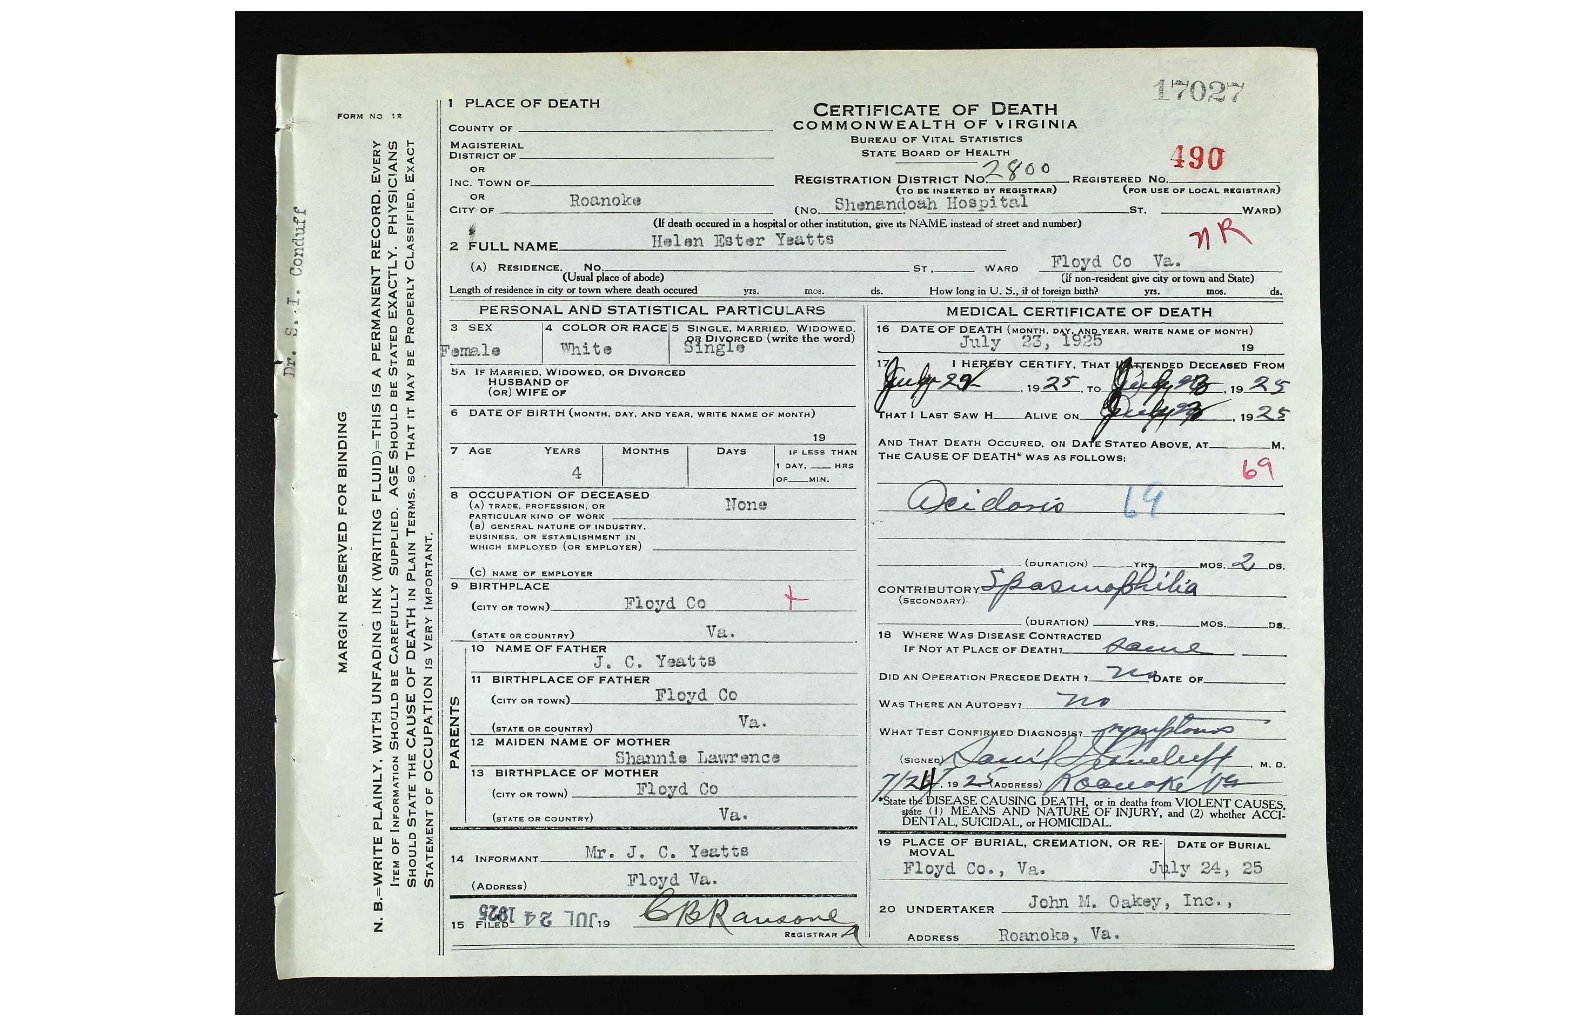 17027
FORM NO 12
1 PLACE OF DEATH
COUNTY OF
MAGISTERIAL
DISTRICT OF
OR
INC. TOWN OF
OR
CITY OF Roanoke
CERTIFICATE OF DEATH
COMMONWEALTH OF VIRGINIA
BUREAU OF VITAL STATISTICS
STATE BOARD OF HEALTH
490
REGISTRATION DISTRICT NO. 2800 REGISTERED NO.
(TO BE INSERTED BY REGISTRAR) (FOR USE OF LOCAL REGISTRAR)
(No. Shenandoah Hospital ST. WARD)
(If death occured in a hospital or other institution, give its NAME instead of street and number)
2 FULL NAME Helen Ester Yeatts
NR
(A) RESIDENCE. No. ST. WARD Floyd Co Va.
(Usual place of abode) (If non-resident give city or town and State)
Length of residence in city or town where death occured yrs. mos. ds. How long in U. S., if of foreign birth? yrs. mos. ds.
PERSONAL AND STATISTICAL PARTICULARS
3 SEX 4 COLOR OR RACE 5 SINGLE, MARRIED, WIDOWED,
OR DIVORCED (write the word)
Female White Single
5A IF MARRIED, WIDOWED, OR DIVORCED
HUSBAND OF
(OR) WIFE OF
6 DATE OF BIRTH (MONTH, DAY, AND YEAR, WRITE NAME OF MONTH)
19
7 AGE YEARS MONTHS DAYS IF LESS THAN
4 1 DAY, HRS
OF MIN.
8 OCCUPATION OF DECEASED
(A) TRADE, PROFESSION, OR
PARTICULAR KIND OF WORK None
(B) GENERAL NATURE OF INDUSTRY,
BUSINESS, OR ESTABLISHMENT IN
WHICH EMPLOYED (OR EMPLOYER)
(C) NAME OF EMPLOYER
9 BIRTHPLACE
(CITY OR TOWN) Floyd Co +
(STATE OR COUNTRY) Va.
PARENTS
10 NAME OF FATHER
J. C. Yeatts
11 BIRTHPLACE OF FATHER
(CITY OR TOWN) Floyd Co
(STATE OR COUNTRY) Va.
12 MAIDEN NAME OF MOTHER
Shannie Lawrence
13 BIRTHPLACE OF MOTHER
(CITY OR TOWN) Floyd Co
(STATE OR COUNTRY) Va.
14 INFORMANT Mr. J. C. Yeatts
(ADDRESS) Floyd Va.
15 FILED JUL 24 1925 19 CB Ransone
REGISTRAR
MEDICAL CERTIFICATE OF DEATH
16 DATE OF DEATH (MONTH, DAY, AND YEAR, WRITE NAME OF MONTH)
July 23, 1925 19
17 I HEREBY CERTIFY, THAT I ATTENDED DECEASED FROM
July 22, 1925, TO July 23, 1925
THAT I LAST SAW H ALIVE ON July 23, 1925
AND THAT DEATH OCCURED, ON DATE STATED ABOVE, AT M.
THE CAUSE OF DEATH* WAS AS FOLLOWS:
69
Acidosis 69
(DURATION) YRS. MOS. 2 DS.
CONTRIBUTORY Spasmophilia
(SECONDARY)
(DURATION) YRS. MOS. DS.
18 WHERE WAS DISEASE CONTRACTED
IF NOT AT PLACE OF DEATH? same
DID AN OPERATION PRECEDE DEATH? no DATE OF
WAS THERE AN AUTOPSY? no
WHAT TEST CONFIRMED DIAGNOSIS? symptoms
(SIGNED) M. D.
7/24, 1925 (ADDRESS) Roanoke Va
*State the DISEASE CAUSING DEATH, or in deaths from VIOLENT CAUSES,
state (1) MEANS AND NATURE OF INJURY, and (2) whether ACCI-
DENTAL, SUICIDAL, or HOMICIDAL.
19 PLACE OF BURIAL, CREMATION, OR RE- DATE OF BURIAL
MOVAL
Floyd Co., Va. July 24, 25
20 UNDERTAKER John M. Oakey, Inc.,
ADDRESS Roanoke, Va.
Dr. S. I. Conduff
MARGIN RESERVED FOR BINDING
N. B.—WRITE PLAINLY, WITH UNFADING INK (WRITING FLUID)=THIS IS A PERMANENT RECORD. EVERY
ITEM OF INFORMATION SHOULD BE CAREFULLY SUPPLIED. AGE SHOULD BE STATED EXACTLY. PHYSICIANS
SHOULD STATE THE CAUSE OF DEATH IN PLAIN TERMS, SO THAT IT MAY BE PROPERLY CLASSIFIED. EXACT
STATEMENT OF OCCUPATION IS VERY IMPORTANT.